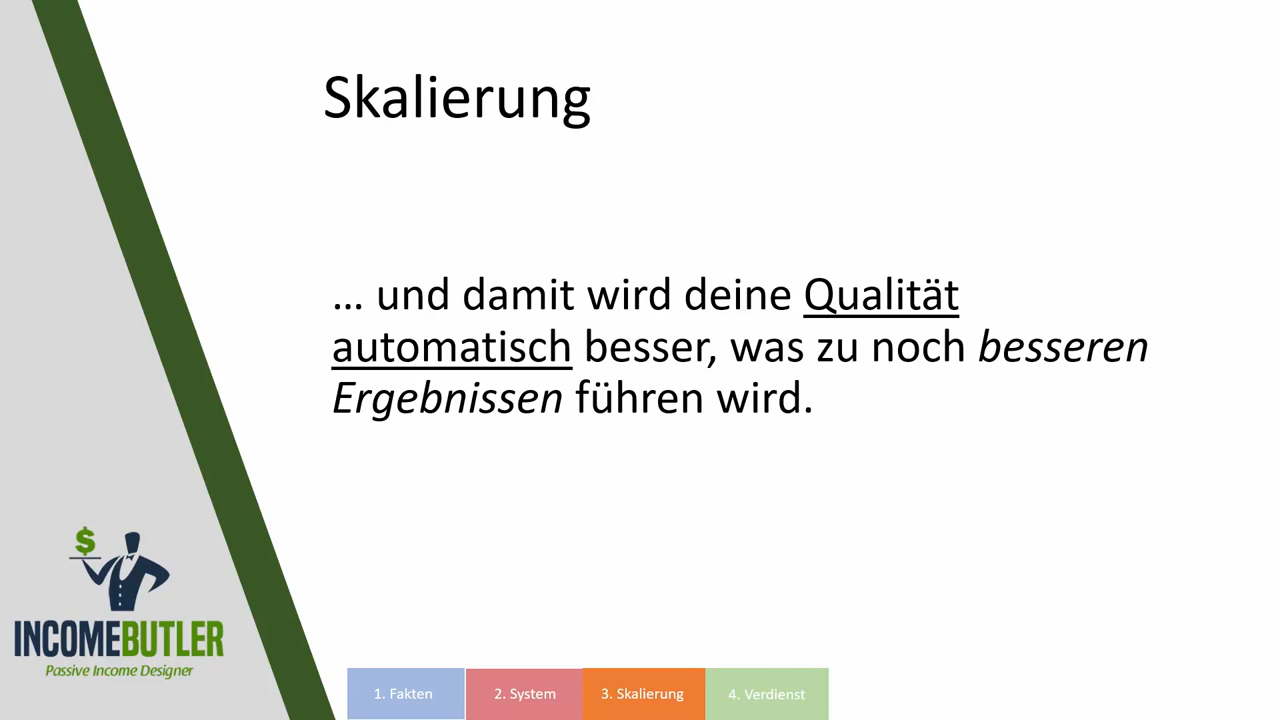 Skalierung
… und damit wird deine Qualität
automatisch besser, was zu noch besseren
Ergebnissen führen wird.
$
INCOMEBUTLER
Passive Income Designer
1. Fakten
2. System
3. Skalierung
4. Verdienst